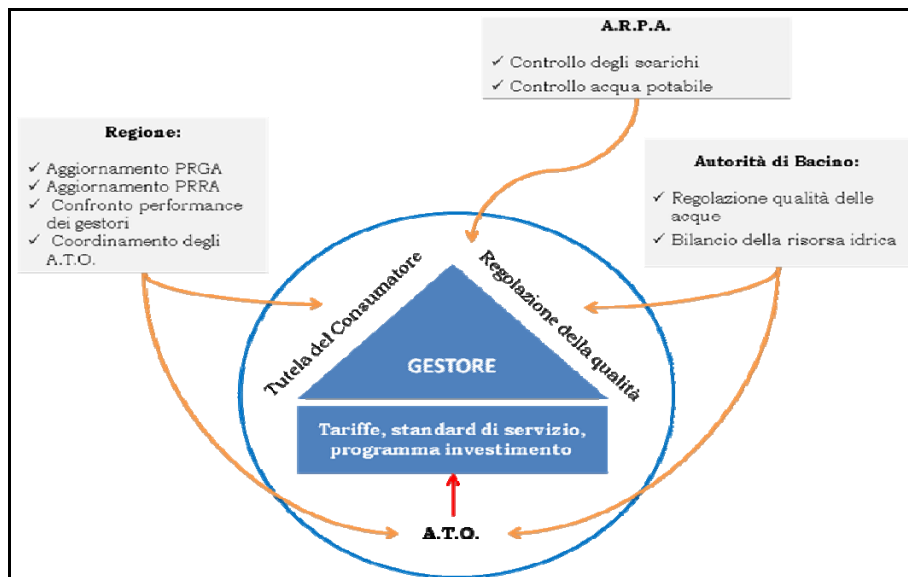 A.R.P.A.
✓ Controllo degli scarichi
✓ Controllo acqua potabile
Regione:
✓ Aggiornamento PRGA
✓ Aggiornamento PRRA
✓ Confronto performance
dei gestori
✓ Coordinamento degli
A.T.O.
Autorità di Bacino:
✓ Regolazione qualità delle
acque
✓ Bilancio della risorsa idrica
Tutela del Consumatore
Regolazione della qualità
GESTORE
Tariffe, standard di servizio,
programma investimento
A.T.O.